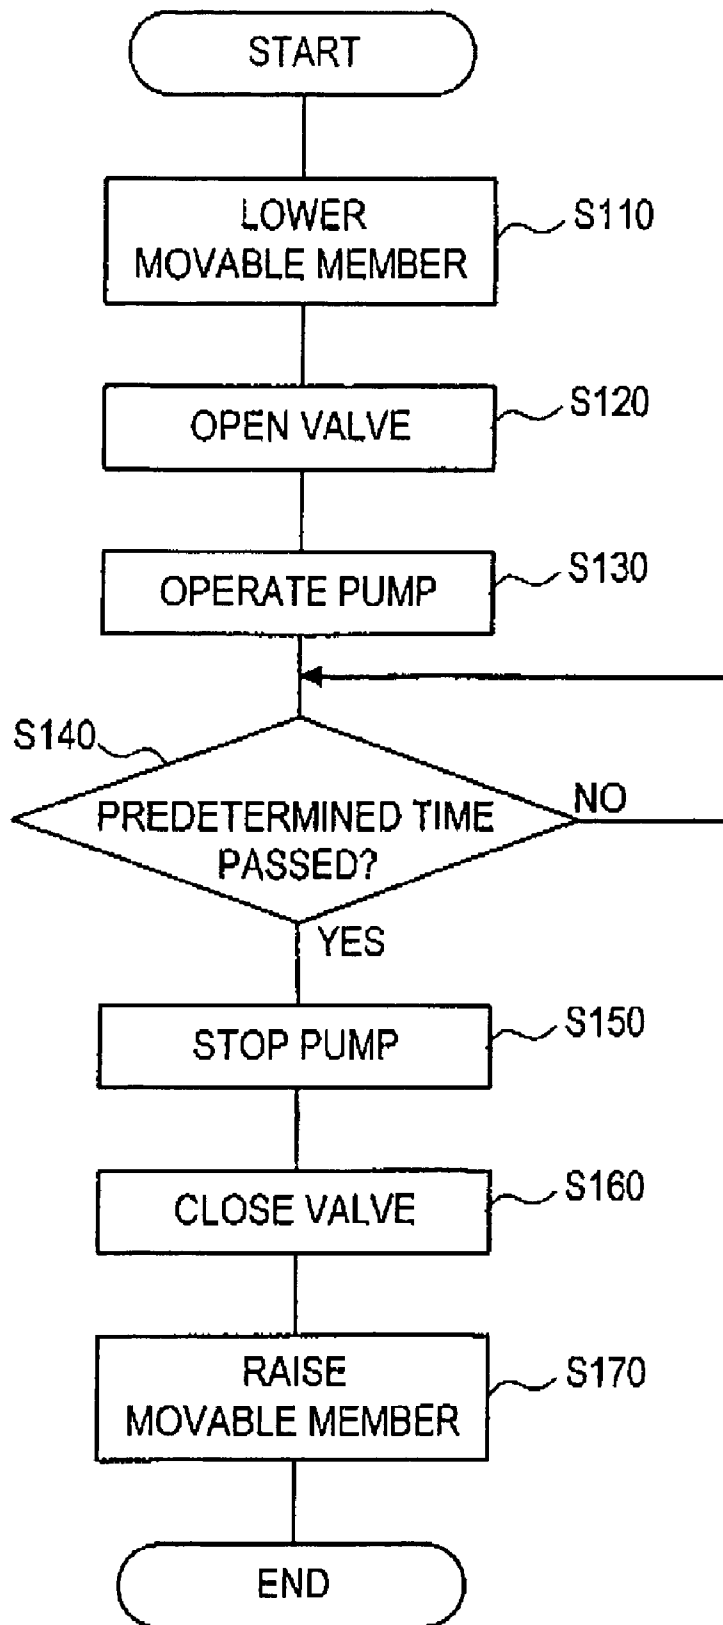 START
LOWER
MOVABLE MEMBER
S110
OPEN VALVE
S120
OPERATE PUMP
S130
S140
PREDETERMINED TIME
PASSED?
NO
YES
STOP PUMP
S150
CLOSE VALVE
S160
RAISE
MOVABLE MEMBER
S170
END